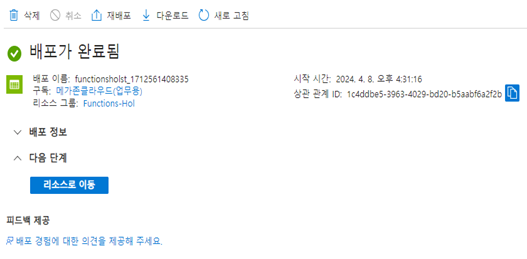 삭제 취소 재배포 다운로드 새로 고침
배포가 완료됨
배포 이름: functionsholst_1712561408335
시작 시간: 2024. 4. 8. 오후 4:31:16
구독: 메가존클라우드(업무용)
상관 관계 ID: 1c4ddbe5-3963-4029-bd20-b5aabf6a2f2b
리소스 그룹: Functions-Hol
배포 정보
다음 단계
리소스로 이동
피드백 제공
배포 경험에 대한 의견을 제공해 주세요.